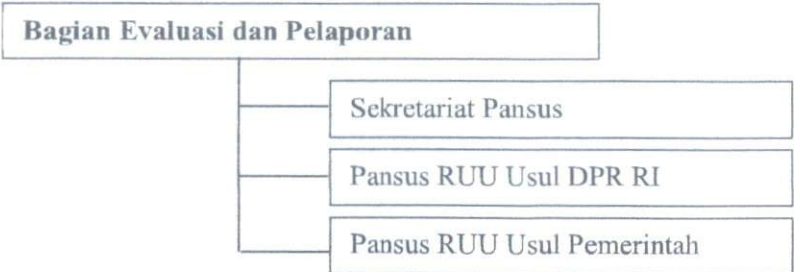 Bagian Evaluasi dan Pelaporan
Sekretariat Pansus
Pansus RUU Usul DPR RI
Pansus RUU Usul Pemerintah